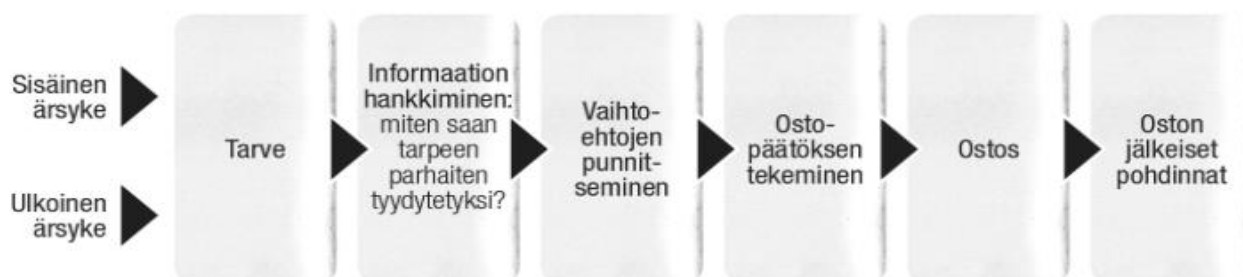 Sisäinen
ärsyke
Ulkoinen
ärsyke
Tarve
Informaation
hankkiminen:
miten saan
tarpeen
parhaiten
tyydytetyksi?
Vaihto-
ehtojen
punnit-
seminen
Osto-
päätöksen
tekeminen
Ostos
Oston
jälkeiset
pohdinnat